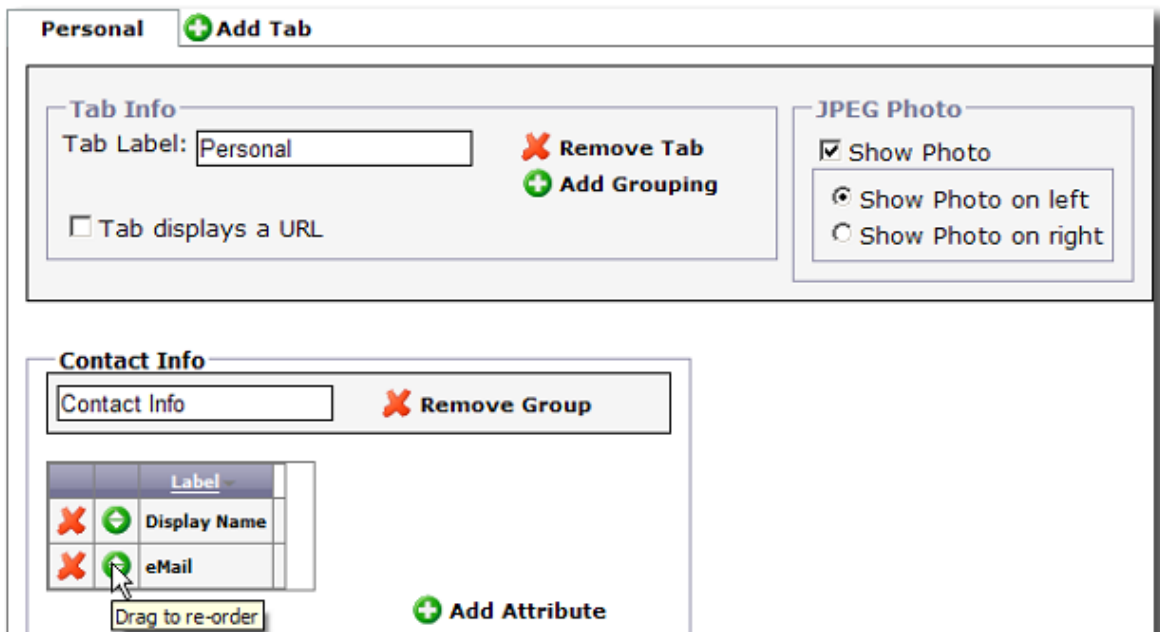 Personal
Add Tab
Tab Info
Tab Label: Personal
Remove Tab
Add Grouping
Tab displays a URL
JPEG Photo
Show Photo
Show Photo on left
Show Photo on right
Contact Info
Contact Info
Remove Group
Label
Display Name
eMail
Drag to re-order
Add Attribute